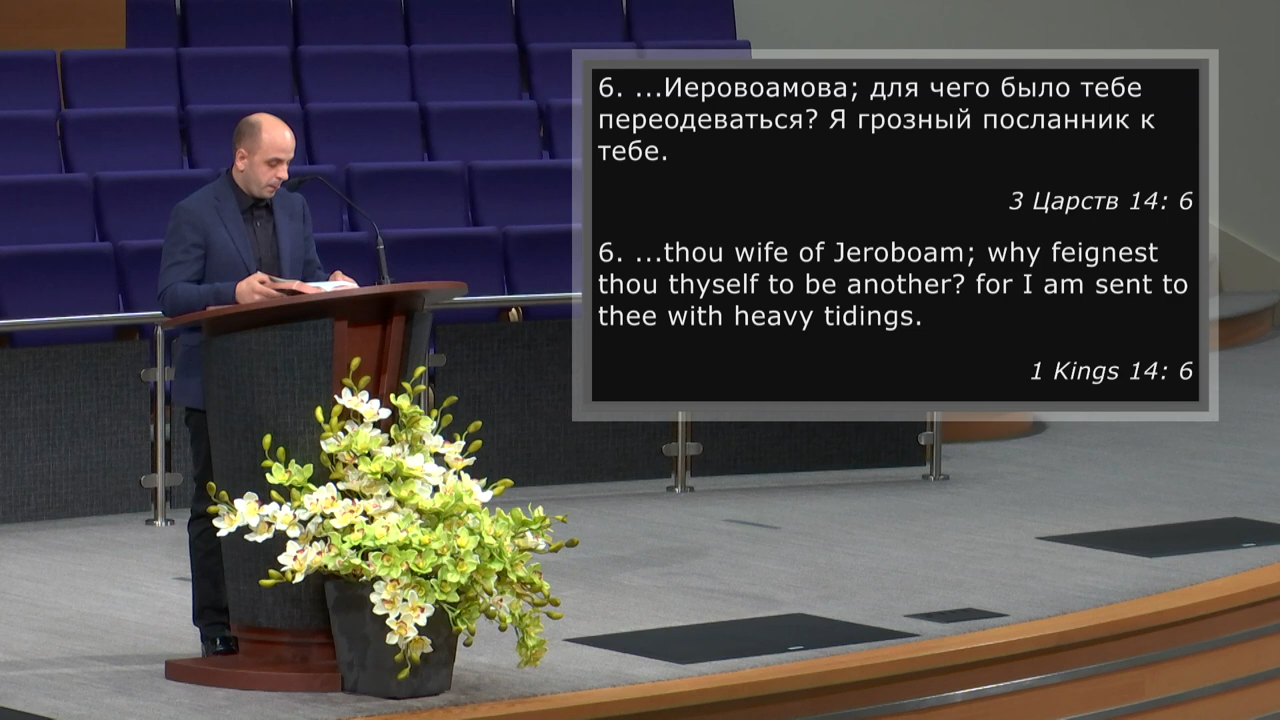 6. ...Иеровоамова; для чего было тебе
переодеваться? Я грозный посланник к
тебе.
3 Царств 14: 6
6. ...thou wife of Jeroboam; why feignest
thou thyself to be another? for I am sent to
thee with heavy tidings.
1 Kings 14: 6